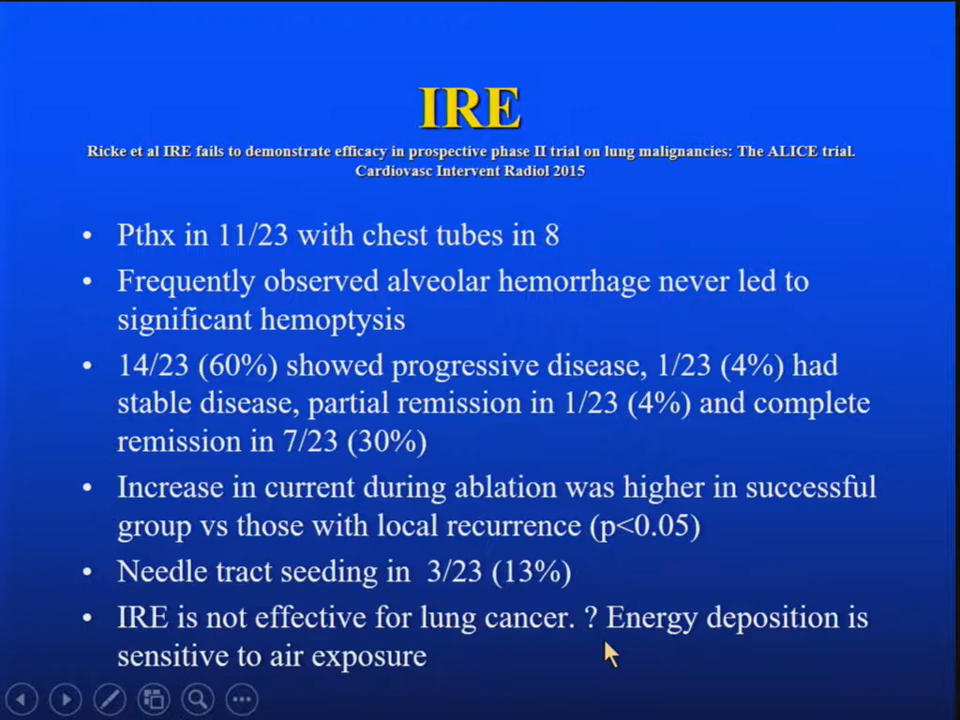 IRE
Ricke et al IRE fails to demonstrate efficacy in prospective phase II trial on lung malignancies: The ALICE trial.
Cardiovasc Intervent Radiol 2015
• Pthx in 11/23 with chest tubes in 8
• Frequently observed alveolar hemorrhage never led to
significant hemoptysis
• 14/23 (60%) showed progressive disease, 1/23 (4%) had
stable disease, partial remission in 1/23 (4%) and complete
remission in 7/23 (30%)
• Increase in current during ablation was higher in successful
group vs those with local recurrence (p<0.05)
• Needle tract seeding in  3/23 (13%)
• IRE is not effective for lung cancer. ? Energy deposition is
sensitive to air exposure